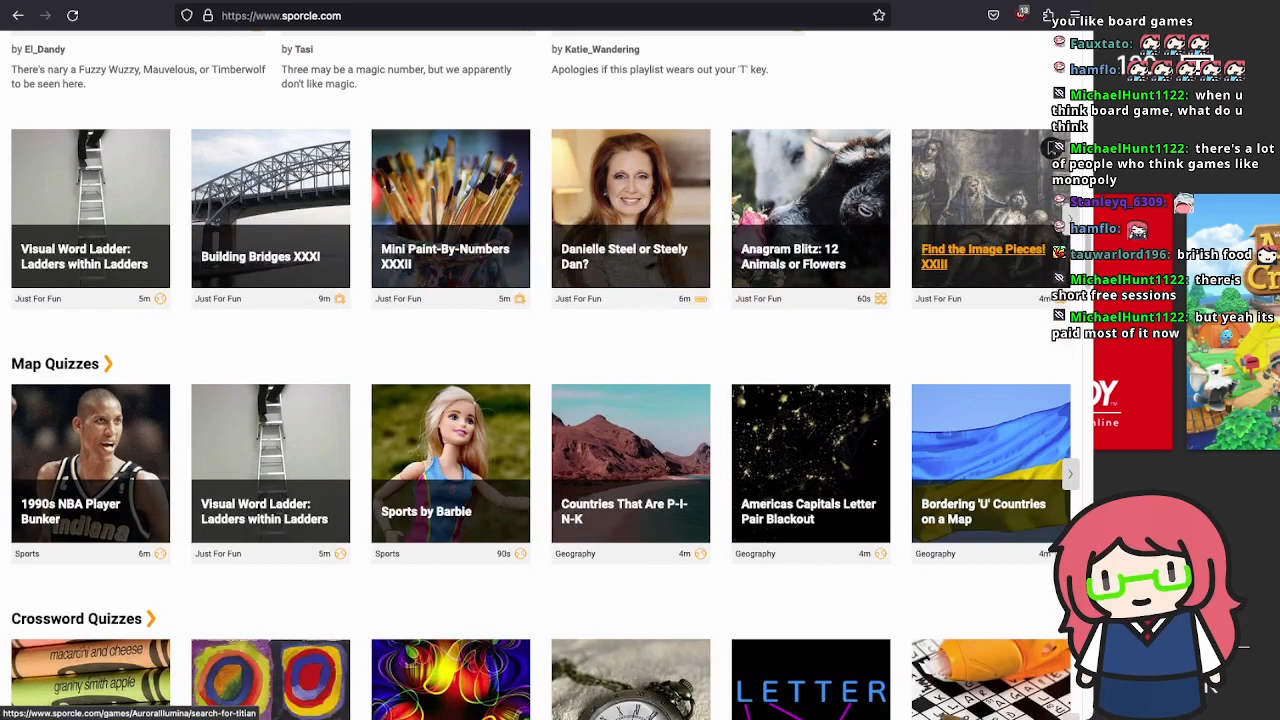 https://www.sporcle.com
13
by El_Dandy
by Tasi
by Katie_Wandering
There's nary a Fuzzy Wuzzy, Mauvelous, or Timberwolf
to be seen here.
Three may be a magic number, but we apparently
don't like magic.
Apologies if this playlist wears out your 'T' key.
Visual Word Ladder:
Ladders within Ladders
Just For Fun
5m
Building Bridges XXXI
Just For Fun
9m
Mini Paint-By-Numbers
XXXII
Just For Fun
5m
Danielle Steel or Steely
Dan?
Just For Fun
6m
Anagram Blitz: 12
Animals or Flowers
Just For Fun
60s
Find the Image Pieces!
XXIII
Just For Fun
4m
Map Quizzes
1990s NBA Player
Bunker
Indiana
Sports
6m
Visual Word Ladder:
Ladders within Ladders
Just For Fun
5m
Sports by Barbie
Sports
90s
Countries That Are P-I-
N-K
Geography
4m
Americas Capitals Letter
Pair Blackout
Geography
4m
Bordering 'U' Countries
on a Map
Geography
4m
Crossword Quizzes
macaroni and cheese
granny smith apple
LETTER
https://www.sporcle.com/games/AuroraIllumina/search-for-titian
you like board games
Fauxtato:
hamflo:
MichaelHunt1122: when u
think board game, what do u
think
MichaelHunt1122: there's a lot
of people who think games like
monopoly
Stanleyq_6309:
hamflo:
tauwarlord196: bri'ish food
MichaelHunt1122: there's
short free sessions
MichaelHunt1122: but yeah its
paid most of it now